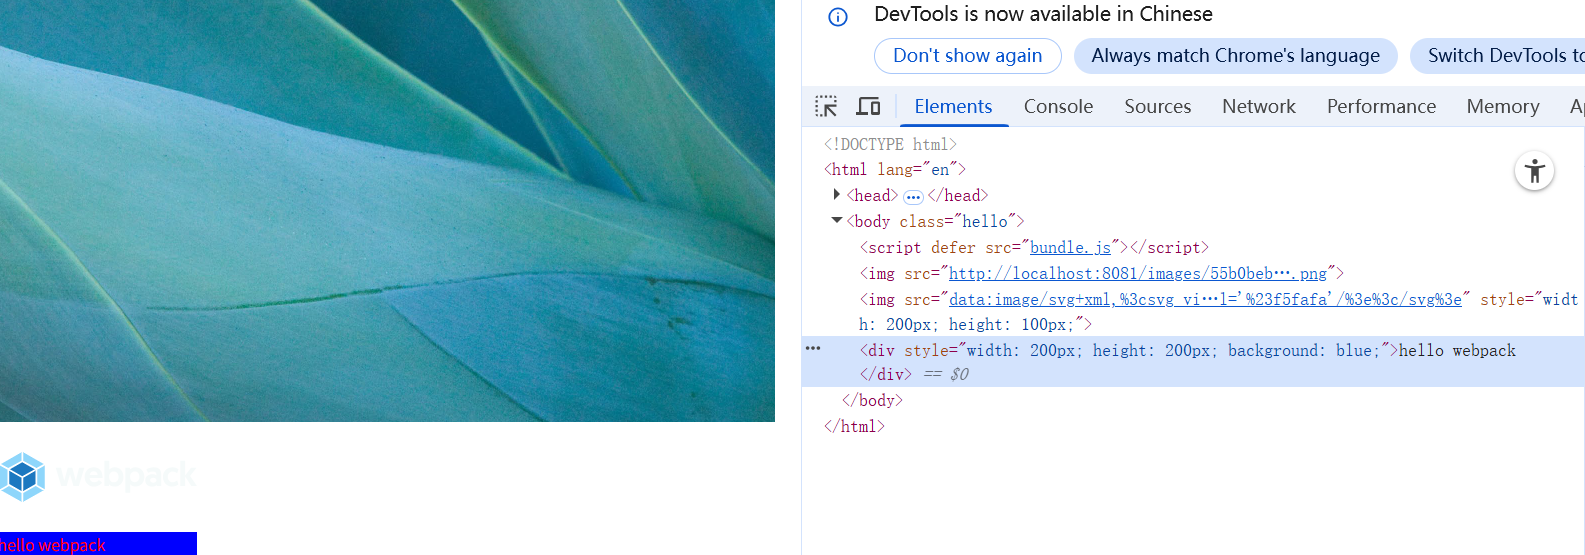 DevTools is now available in Chinese
Don't show again
Always match Chrome's language
Switch DevTools to
Elements
Console
Sources
Network
Performance
Memory
<!DOCTYPE html>
<html lang="en">
<head>
</head>
<body class="hello">
<script defer src="bundle.js"></script>
<img src="http://localhost:8081/images/55b0beb….png">
<img src="data:image/svg+xml,%3csvg vi…l='%23f5fafa'/%3e%3c/svg%3e" style="widt
h: 200px; height: 100px;">
<div style="width: 200px; height: 200px; background: blue;">hello webpack
</div> == $0
</body>
</html>
webpack
hello webpack